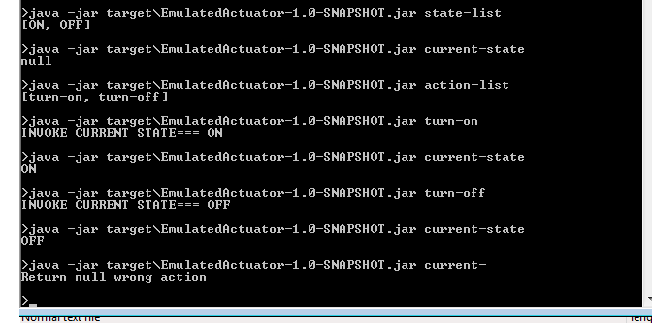 >java -jar target\EmulatedActuator-1.0-SNAPSHOT.jar state-list
[ON, OFF]
>java -jar target\EmulatedActuator-1.0-SNAPSHOT.jar current-state
null
>java -jar target\EmulatedActuator-1.0-SNAPSHOT.jar action-list
[turn-on, turn-off]
>java -jar target\EmulatedActuator-1.0-SNAPSHOT.jar turn-on
INVOKE CURRENT STATE=== ON
>java -jar target\EmulatedActuator-1.0-SNAPSHOT.jar current-state
ON
>java -jar target\EmulatedActuator-1.0-SNAPSHOT.jar turn-off
INVOKE CURRENT STATE=== OFF
>java -jar target\EmulatedActuator-1.0-SNAPSHOT.jar current-state
OFF
>java -jar target\EmulatedActuator-1.0-SNAPSHOT.jar current-
Return null wrong action
>_
Normal text file